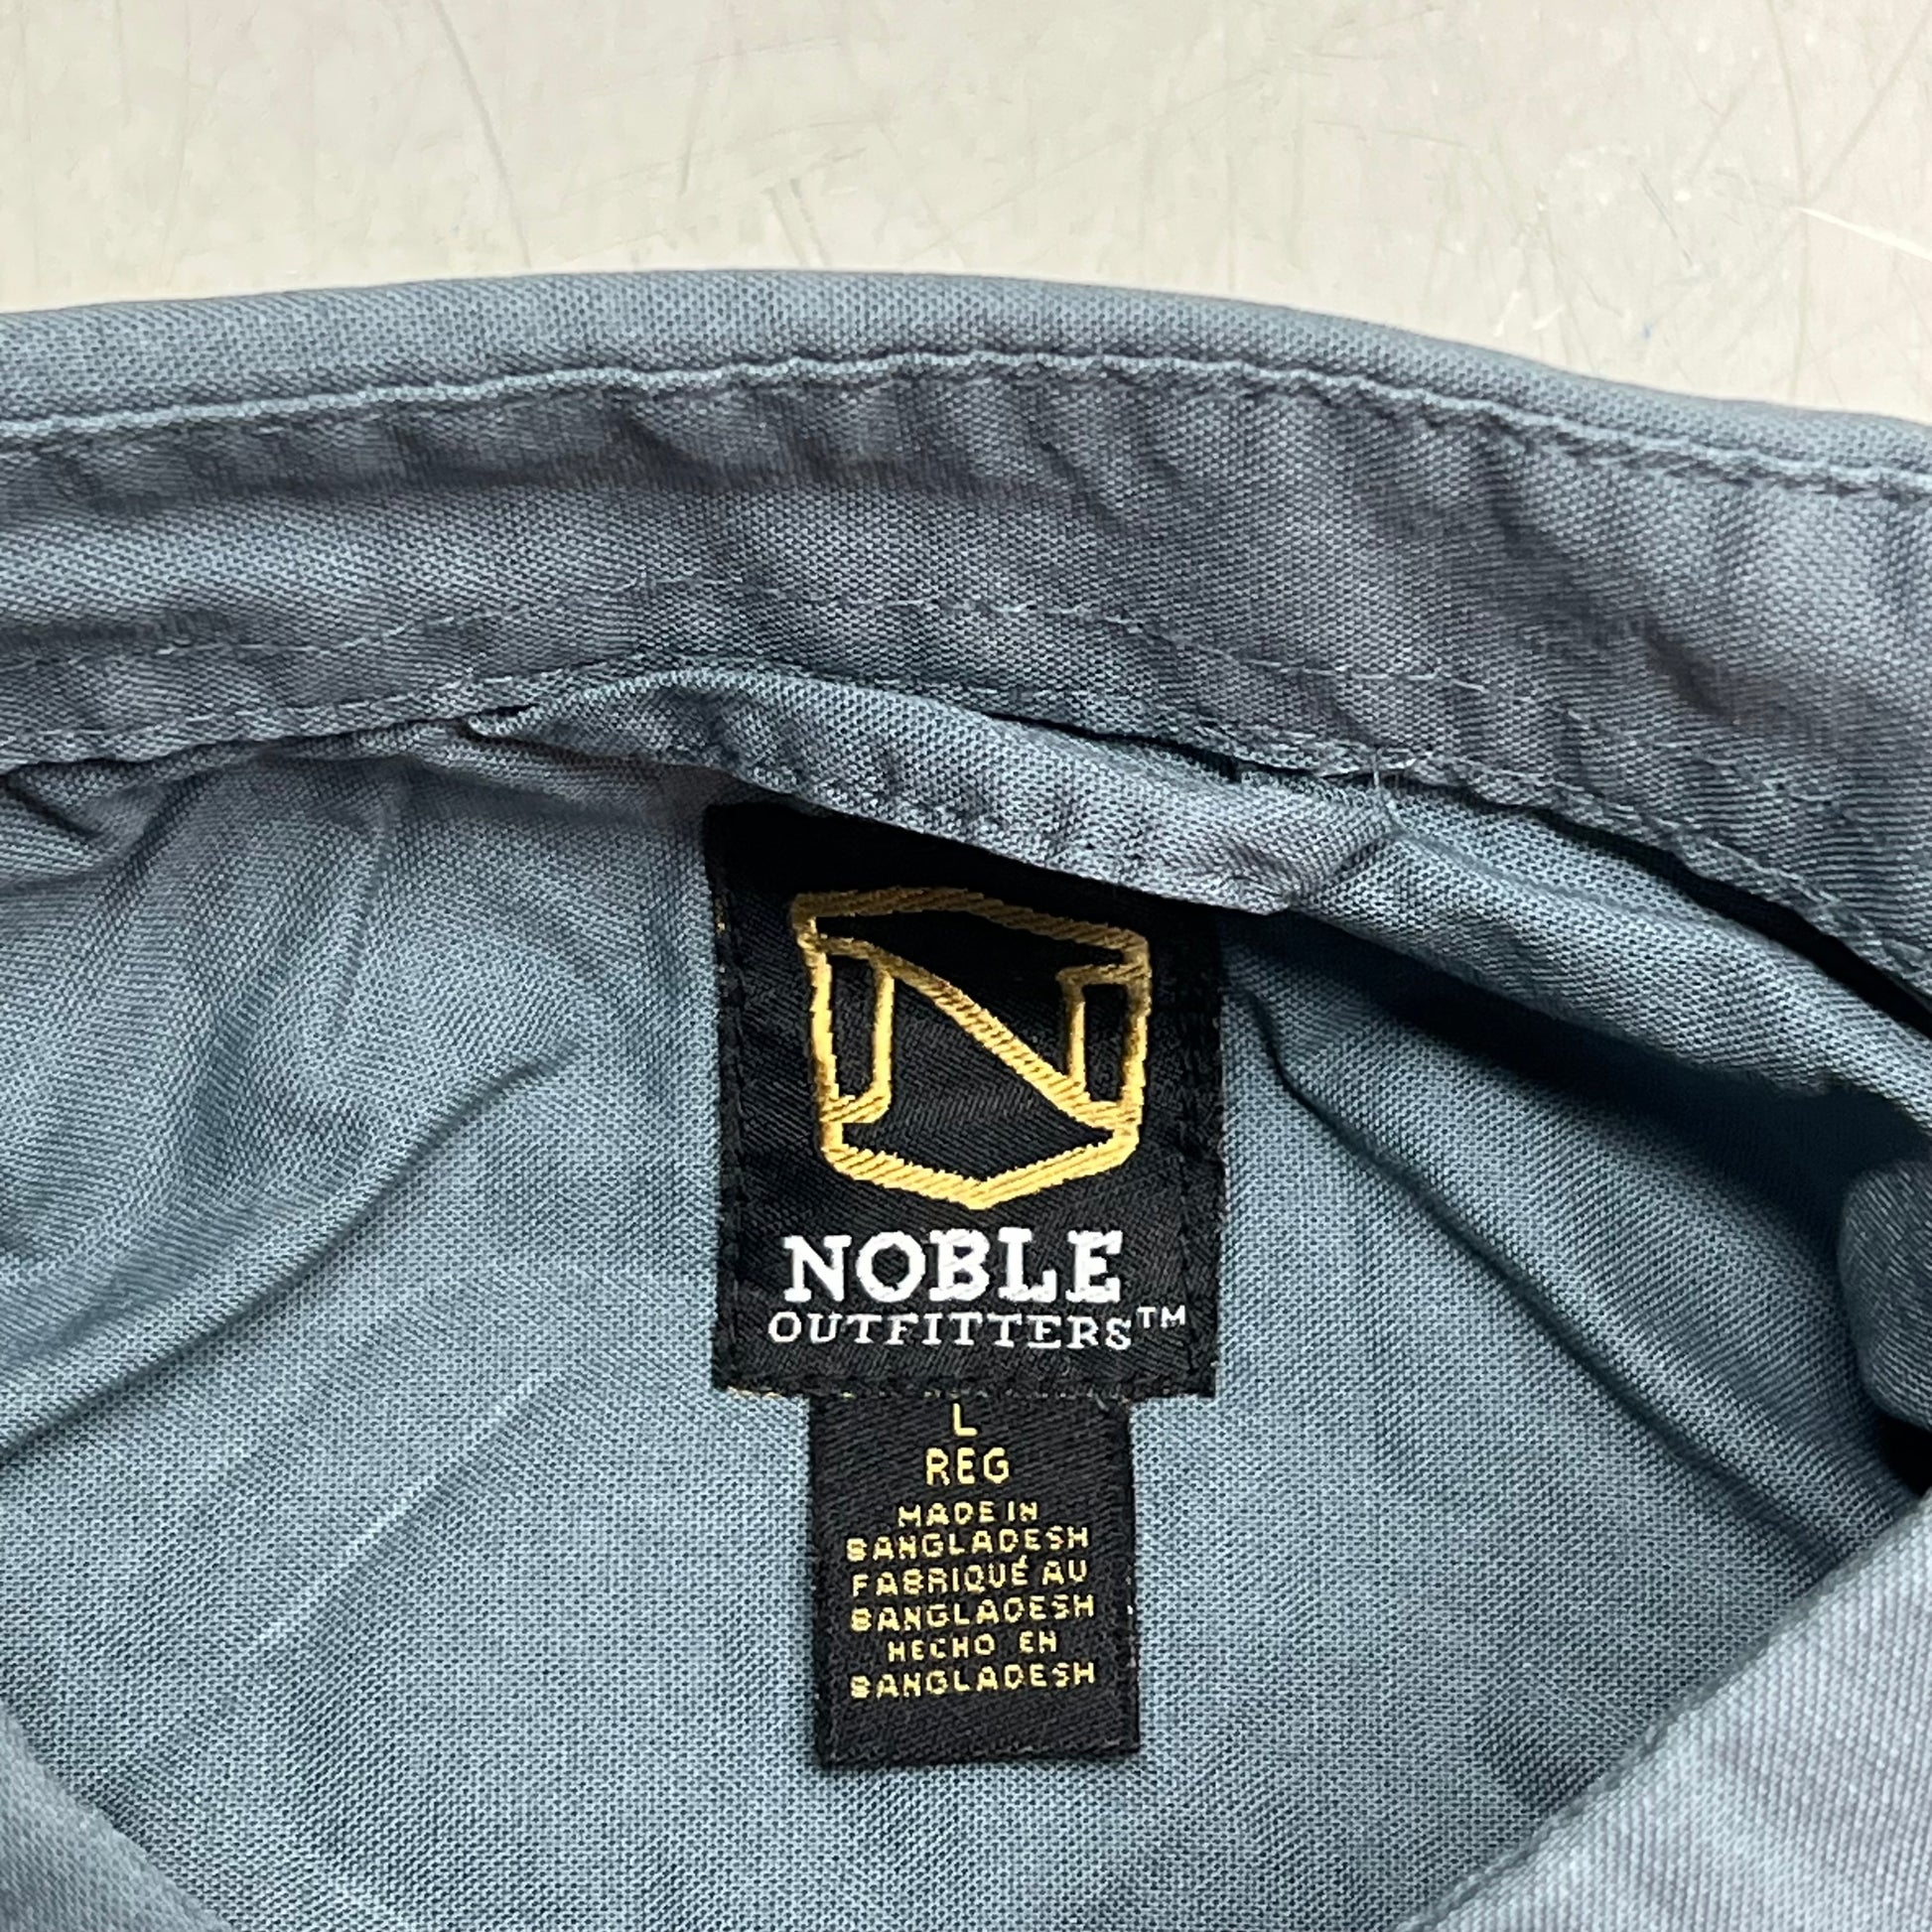 N
NOBLE
OUTFITTERS™
L
REG
MADE IN
BANGLADESH
FABRIQUÉ AU
BANGLADESH
HECHO EN
BANGLADESH